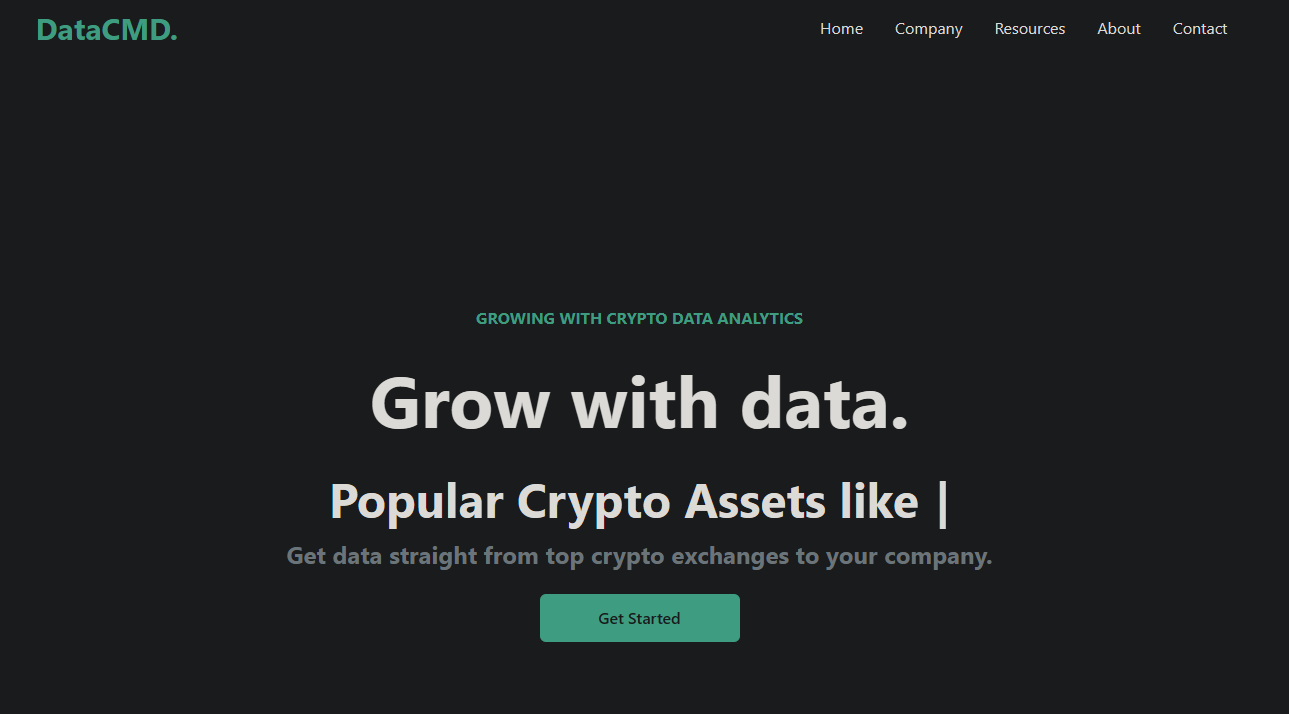 DataCMD.
Home Company Resources About Contact
GROWING WITH CRYPTO DATA ANALYTICS
Grow with data.
Popular Crypto Assets like |
Get data straight from top crypto exchanges to your company.
Get Started